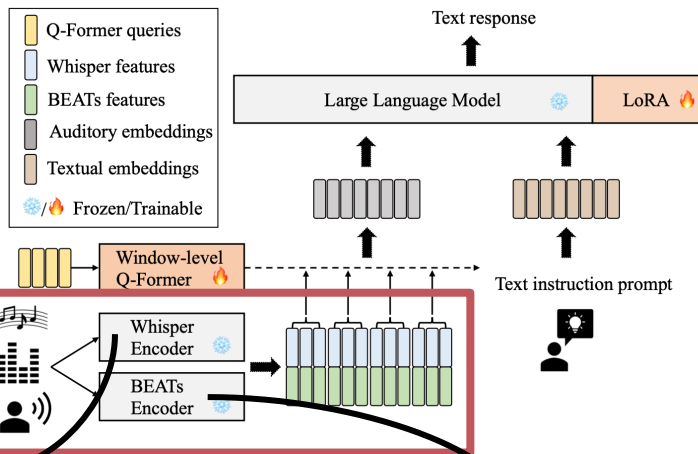 Text response
Q-Former queries
Whisper features
BEATs features
Auditory embeddings
Textual embeddings
/ Frozen/Trainable
Large Language Model
LoRA
Window-level
Q-Former
Text instruction prompt
Whisper
Encoder
BEATs
Encoder